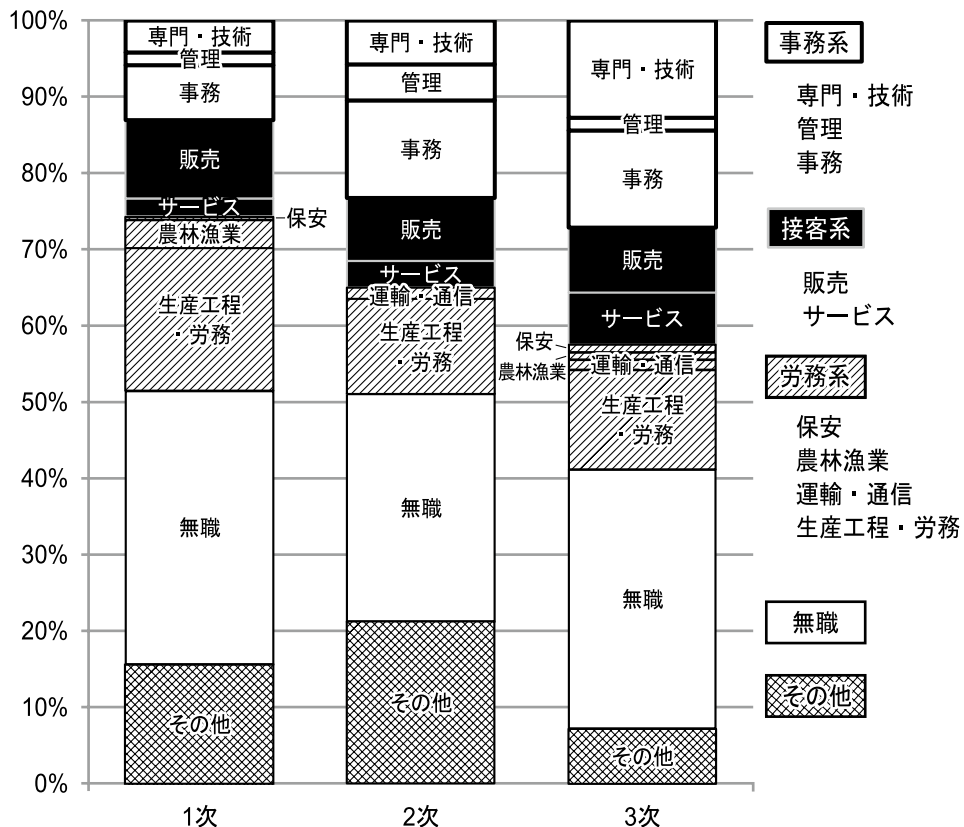 100%
90%
80%
70%
60%
50%
40%
30%
20%
10%
0%
専門・技術
管理
事務
販売
サービス
保安
農林漁業
生産工程
・労務
無職
その他
1次
専門・技術
管理
事務
販売
サービス
運輸・通信
生産工程
・労務
無職
その他
2次
専門・技術
管理
事務
販売
サービス
保安
農林漁業
運輸・通信
生産工程
・労務
無職
その他
3次
事務系
専門・技術
管理
事務
接客系
販売
サービス
労務系
保安
農林漁業
運輸・通信
生産工程・労務
無職
その他